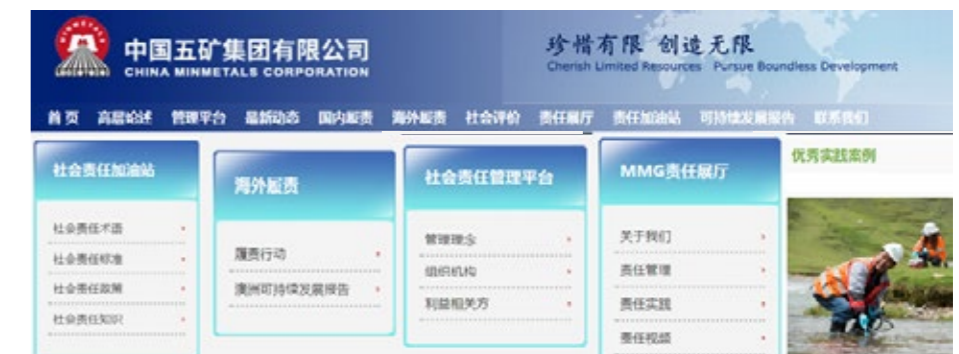 中国五矿集团有限公司
CHINA MINMETALS CORPORATION
珍惜有限 创造无限
Cherish Limited Resources Pursue Boundless Development
首页 高层论述 管理平台 最新动态 国内履责 海外履责 社会评价 责任展厅 责任加油站 可持续发展报告 联系我们
社会责任加油站
社会责任术语
社会责任标准
社会责任政策
社会责任知识
海外履责
履责行动
澳洲可持续发展报告
社会责任管理平台
管理理念
组织机构
利益相关方
MMG责任展厅
关于我们
责任管理
责任实践
责任视频
优秀实践案例